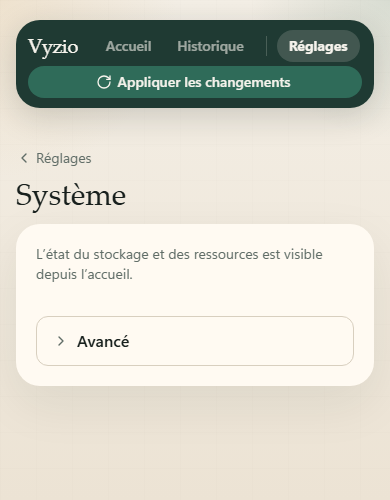 Vyzio
Accueil
Historique
Réglages
Appliquer les changements
Réglages
Système
L’état du stockage et des ressources est visible
depuis l’accueil.
Avancé